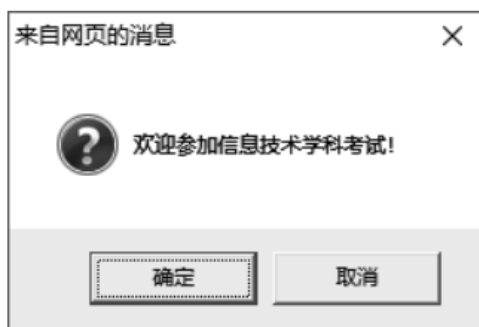 来自网页的消息
欢迎参加信息技术学科考试!
确定
取消